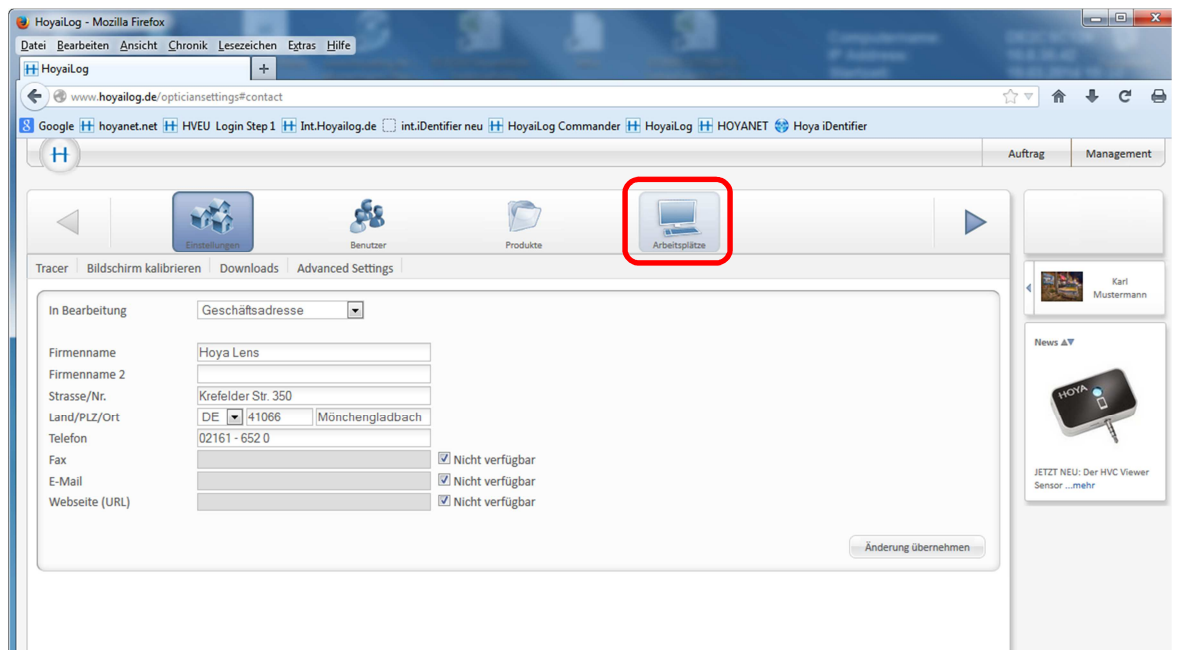 HoyaiLog - Mozilla Firefox
Datei Bearbeiten Ansicht Chronik Lesezeichen Extras Hilfe
HoyaiLog +
www.hoyailog.de/opticiansettings#contact
Google hoyanet.net HVEU Login Step 1 Int.Hoyailog.de int.iDentifier neu HoyaiLog Commander HoyaiLog HOYANET Hoya iDentifier
Auftrag Management
Einstellungen Benutzer Produkte Arbeitsplätze
Tracer Bildschirm kalibrieren Downloads Advanced Settings
In Bearbeitung Geschäftsadresse
Firmenname Hoya Lens
Firmenname 2
Strasse/Nr. Krefelder Str. 350
Land/PLZ/Ort DE 41066 Mönchengladbach
Telefon 02161 - 652 0
Fax Nicht verfügbar
E-Mail Nicht verfügbar
Webseite (URL) Nicht verfügbar
Änderung übernehmen
Karl
Mustermann
News
HOYA
JETZT NEU: Der HVC Viewer
Sensor ...mehr